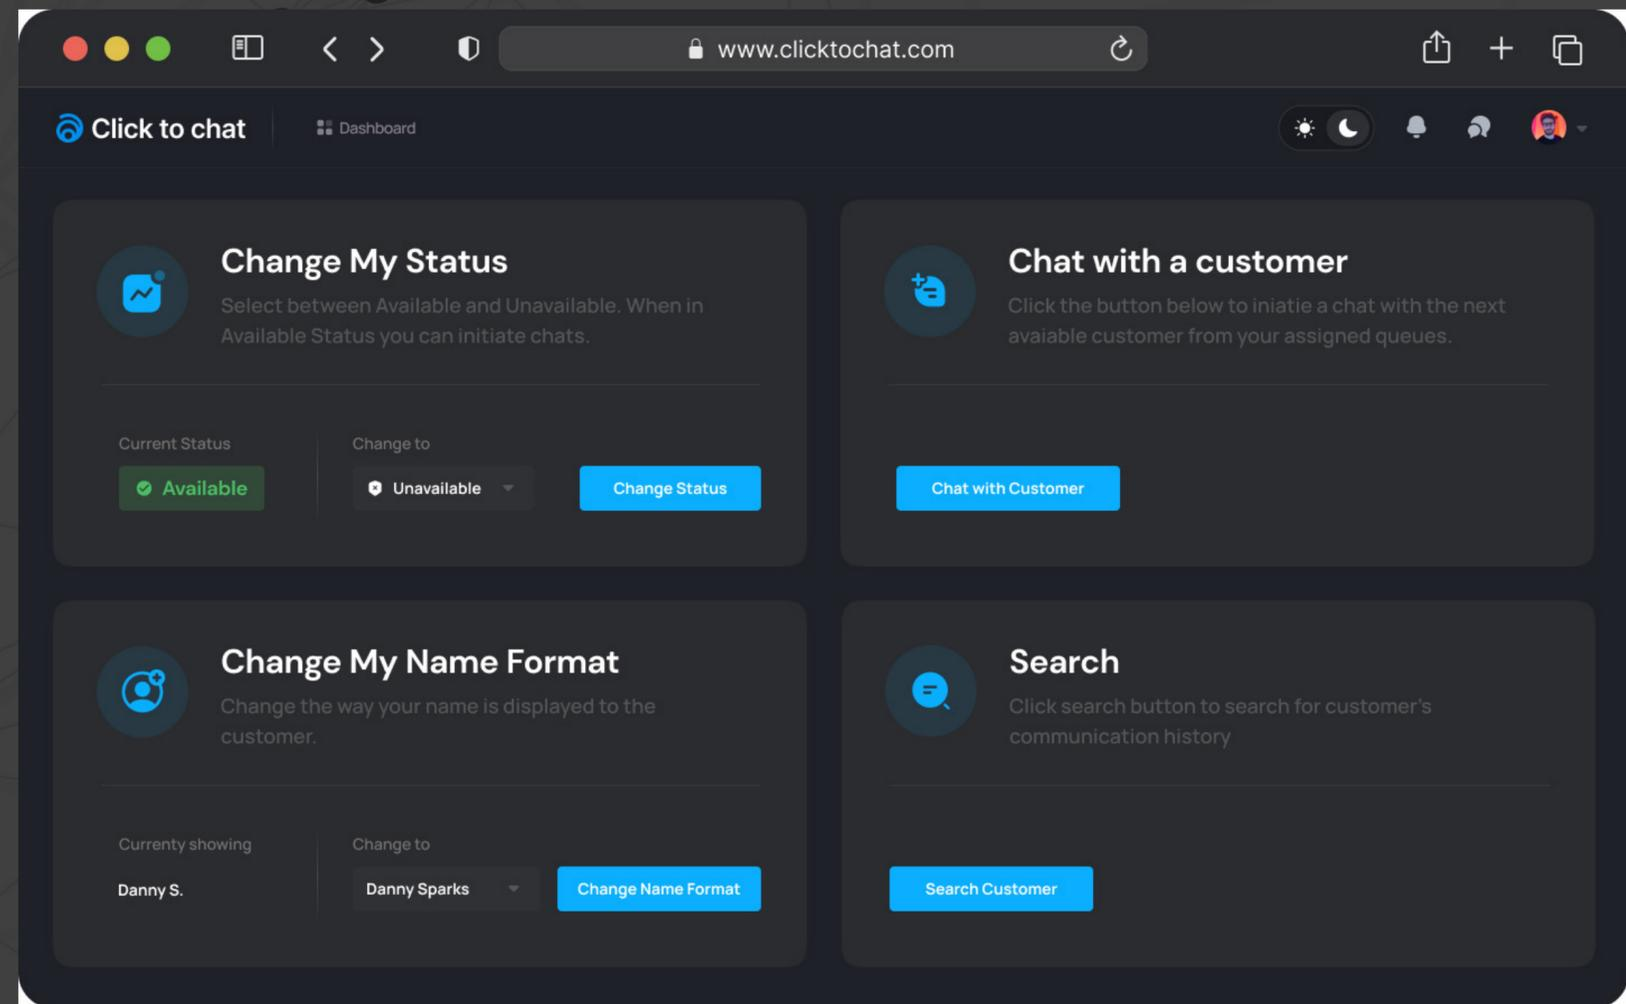 www.clicktochat.com
Click to chat
Dashboard
Change My Status
Select between Available and Unavailable. When in
Available Status you can initiate chats.
Current Status
Change to
Available
Unavailable
Change Status
Chat with a customer
Click the button below to iniatie a chat with the next
avaiable customer from your assigned queues.
Chat with Customer
Change My Name Format
Change the way your name is displayed to the
customer.
Currenty showing
Change to
Danny S.
Danny Sparks
Change Name Format
Search
Click search button to search for customer's
communication history
Search Customer